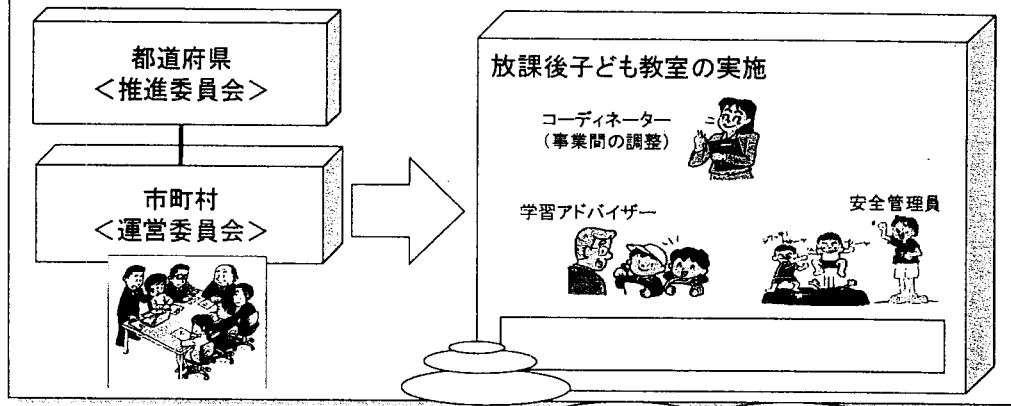 都道府県
＜推進委員会＞
市町村
＜運営委員会＞
放課後子ども教室の実施
コーディネーター
（事業間の調整）
学習アドバイザー
安全管理員